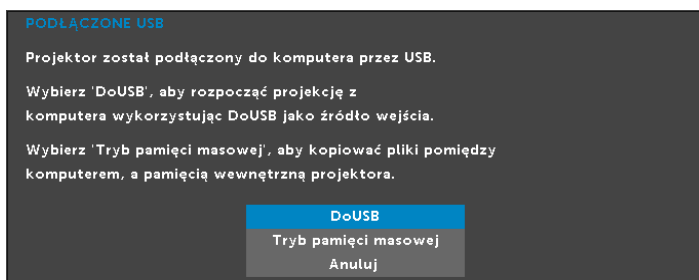 PODŁĄCZONE USB
Projektor został podłączony do komputera przez USB.
Wybierz 'DoUSB', aby rozpocząć projekcję z
komputera wykorzystując DoUSB jako źródło wejścia.
Wybierz 'Tryb pamięci masowej', aby kopiować pliki pomiędzy
komputerem, a pamięcią wewnętrzną projektora.
DoUSB
Tryb pamięci masowej
Anuluj